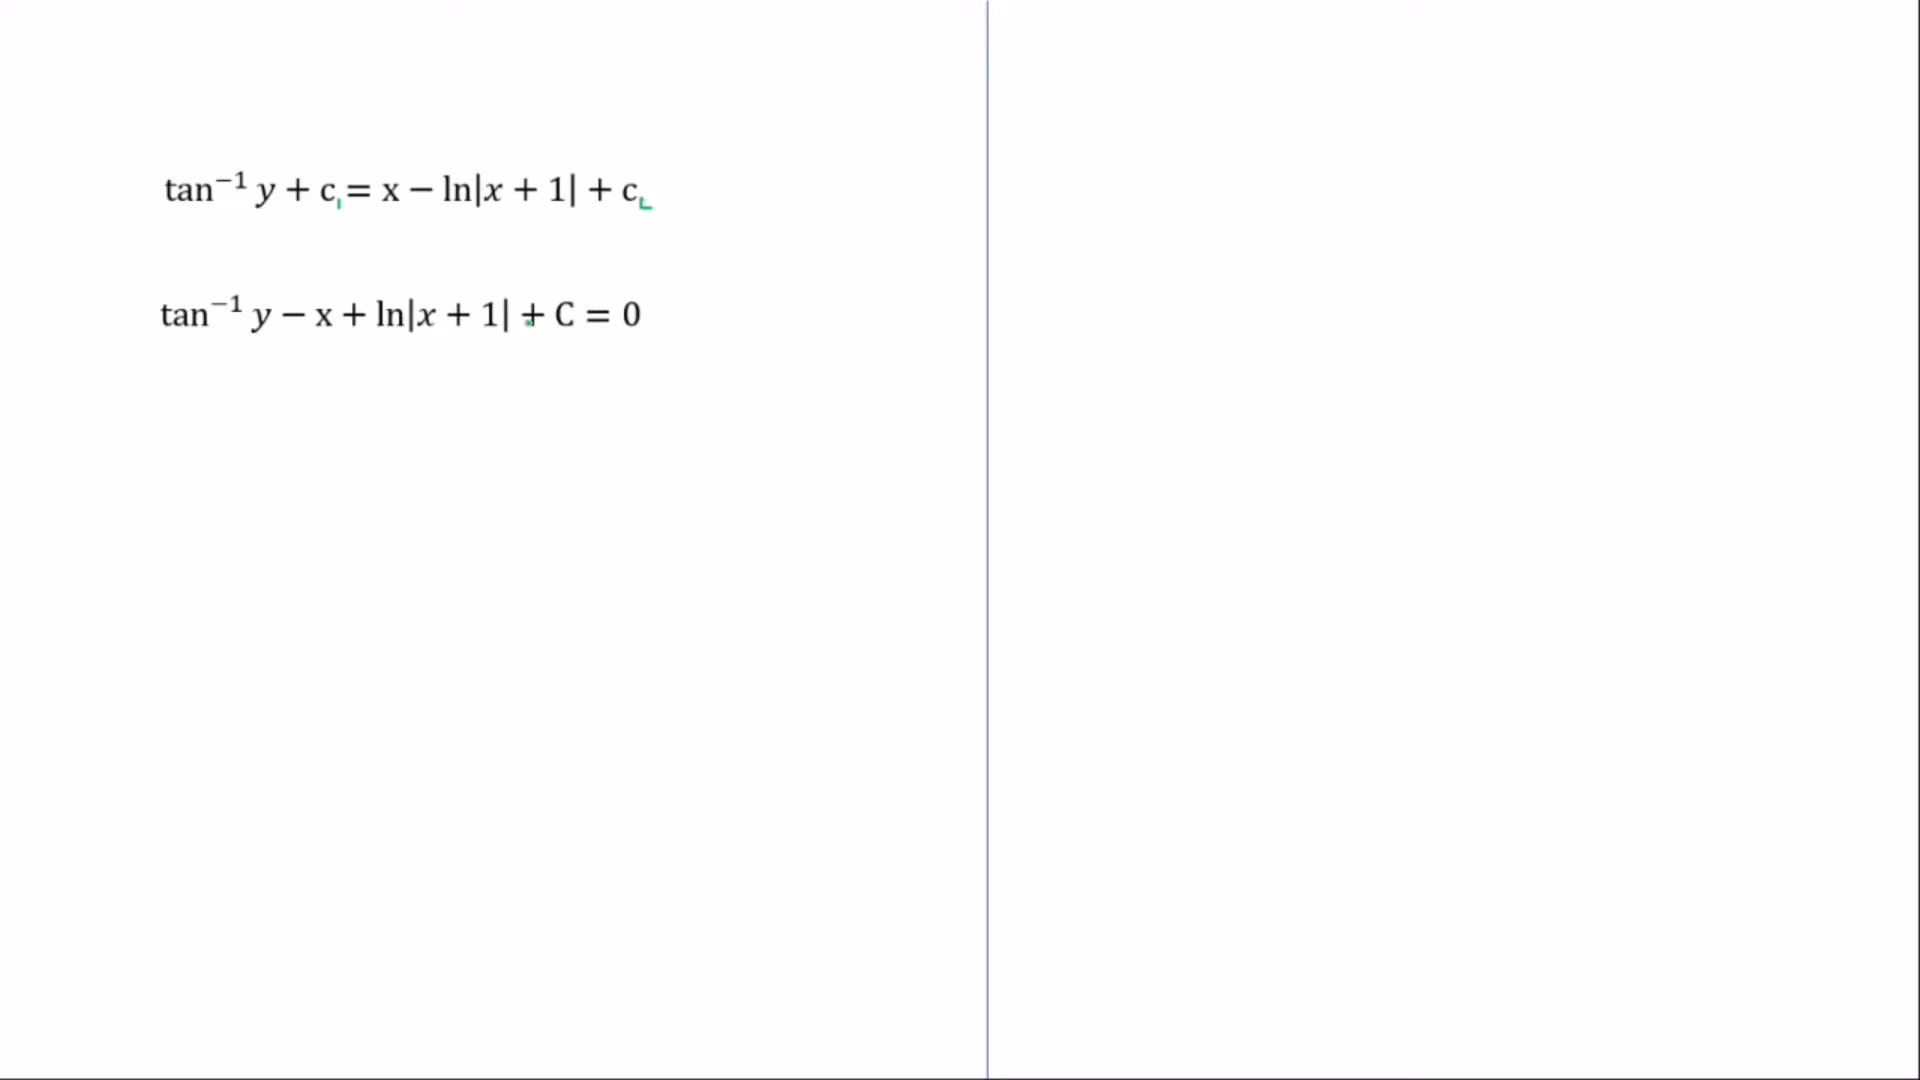 tan⁻¹ y + c₁ = x − ln|x + 1| + c₂
tan⁻¹ y − x + ln|x + 1| + C = 0